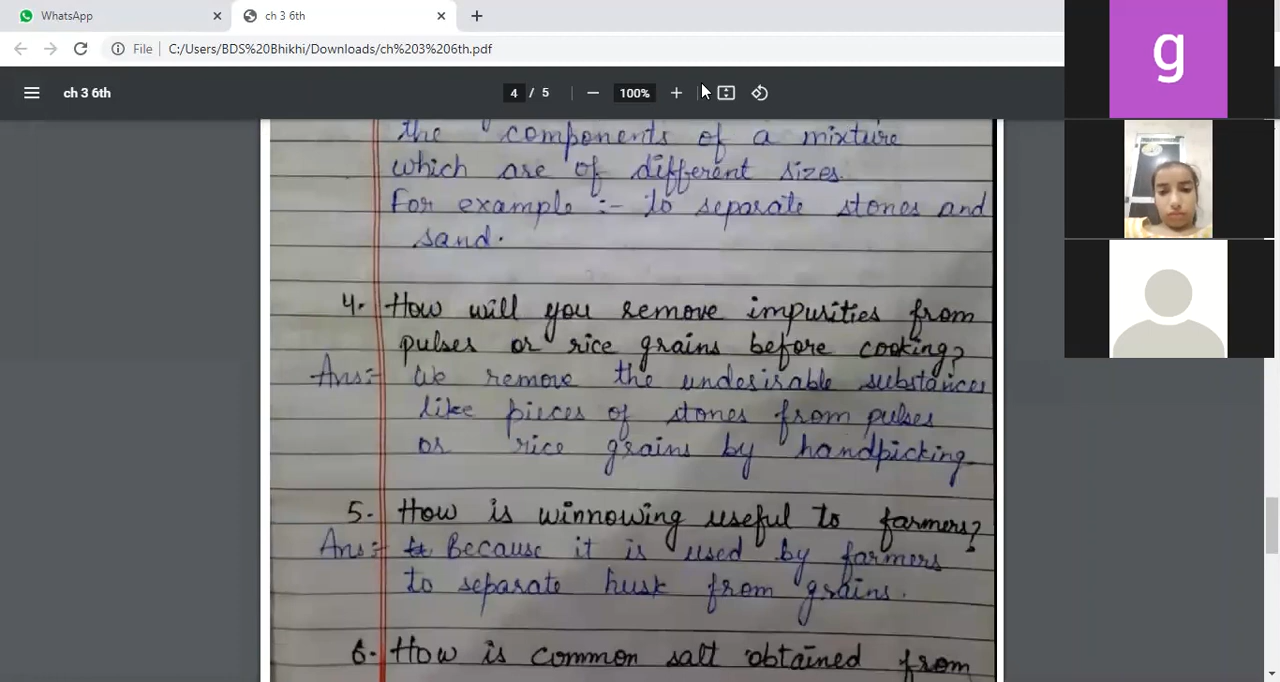 WhatsApp
ch 3 6th
File C:/Users/BDS%20Bhikhi/Downloads/ch%203%206th.pdf
ch 3 6th
4 / 5
100%
g
the components of a mixture
which are of different sizes.
For example :- to separate stones and
sand.
4. How will you remove impurities from
pulses or rice grains before cooking?
Ans:- We remove the undesirable substances
like pieces of stones from pulses
or rice grains by handpicking
5. How is winnowing useful to farmers?
Ans:- Because it is used by farmers
to separate husk from grains.
6. How is common salt obtained from